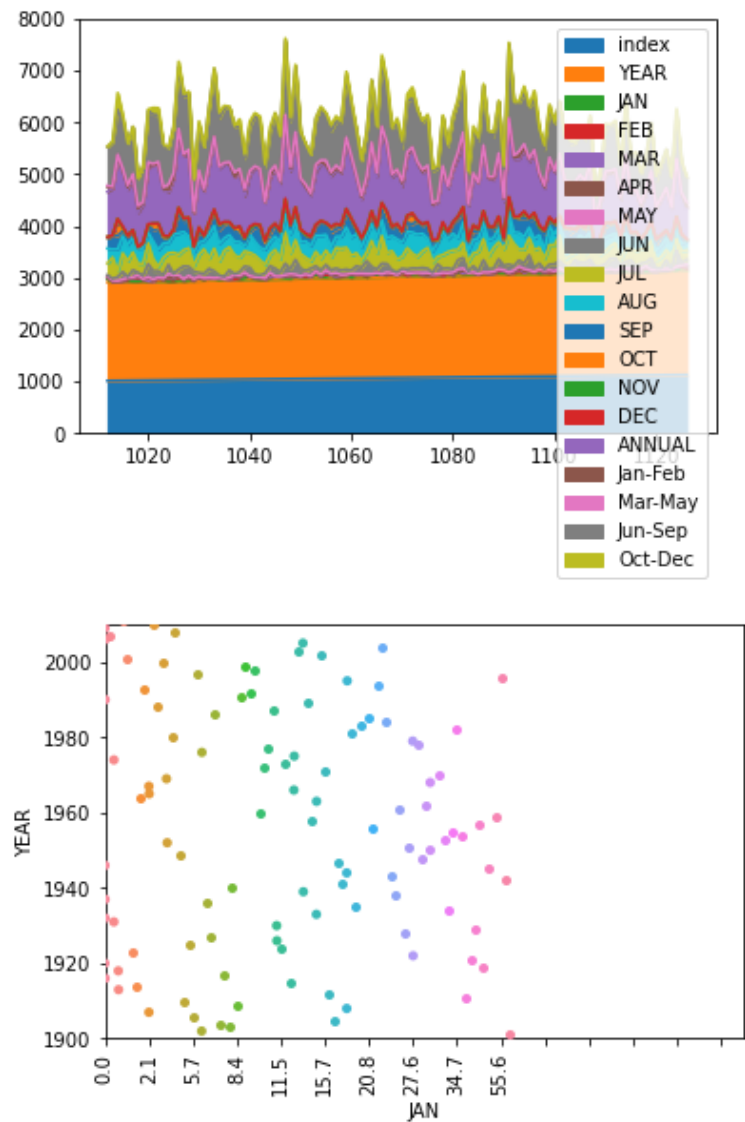 8000
7000
6000
5000
4000
3000
2000
1000
0
index
YEAR
JAN
FEB
MAR
APR
MAY
JUN
JUL
AUG
SEP
OCT
NOV
DEC
ANNUAL
Jan-Feb
Mar-May
Jun-Sep
Oct-Dec
1020 1040 1060 1080 1100 1120
2000
1980
1960
1940
1920
1900
YEAR
0.0 2.1 5.7 8.4 11.5 15.7 20.8 27.6 34.7 55.6
JAN